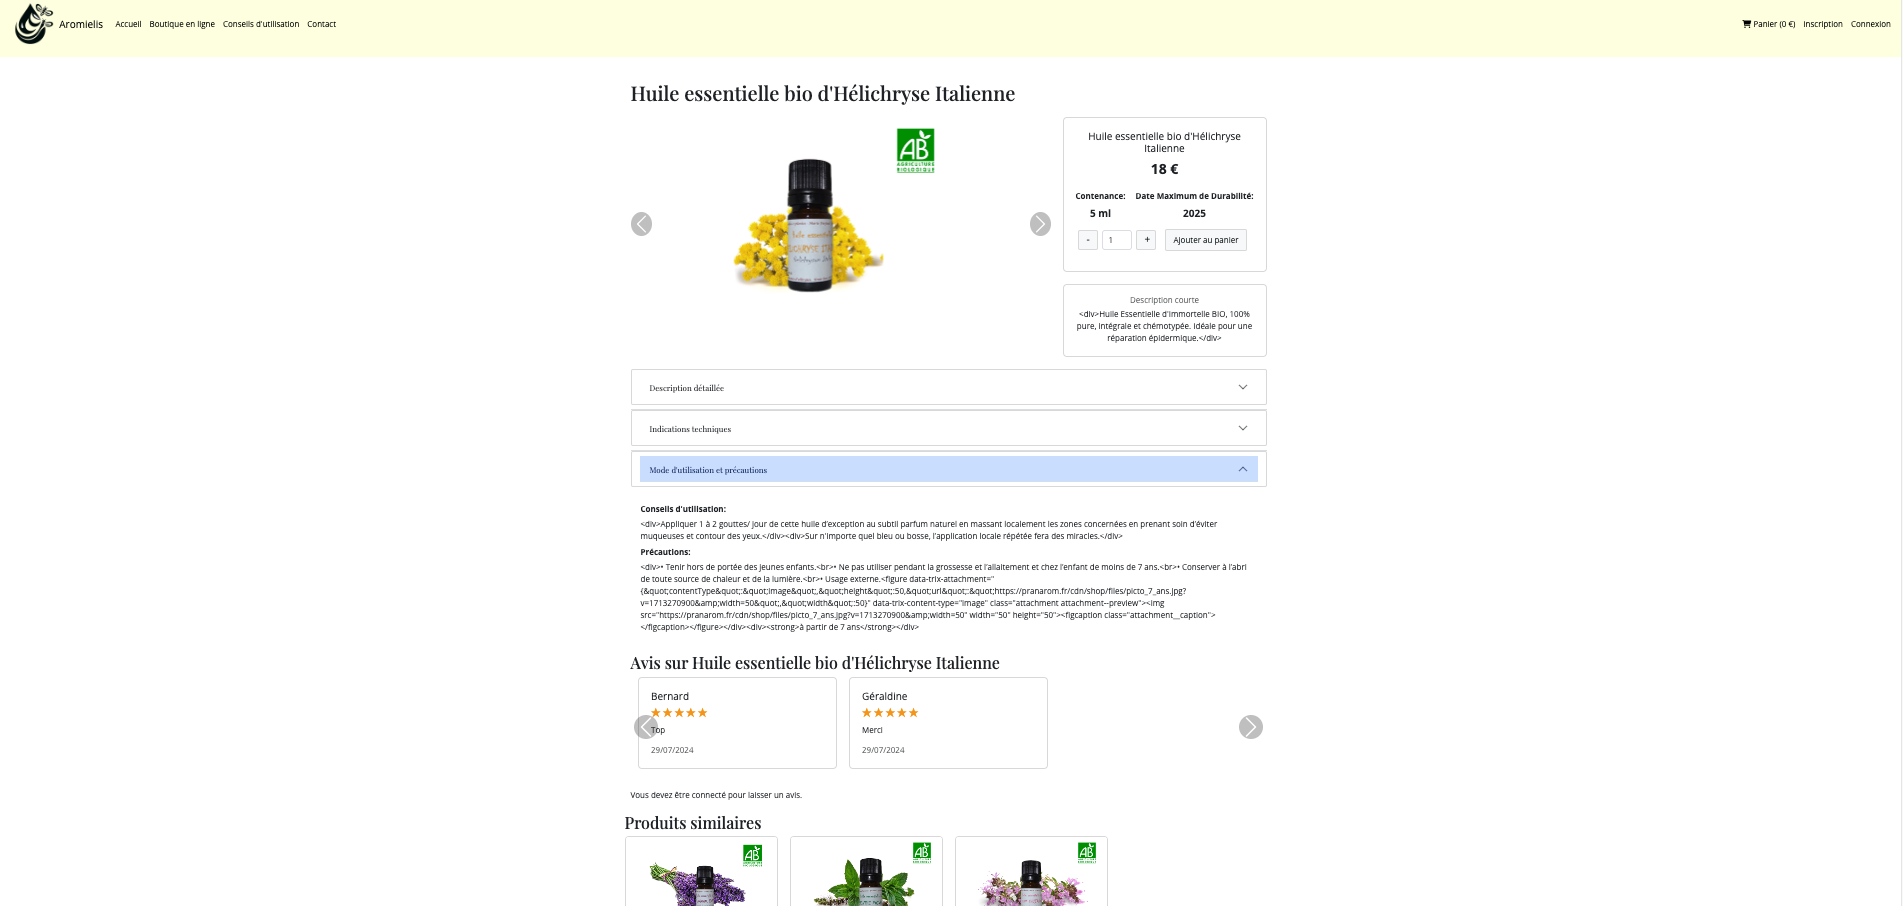 Aromielis
Accueil
Boutique en ligne
Conseils d'utilisation
Contact
Panier (0 €)
Inscription
Connexion
Huile essentielle bio d'Hélichryse Italienne
AB
AGRICULTURE
BIOLOGIQUE
Huile essentielle bio d'Hélichryse
Italienne
18 €
Contenance:
Date Maximum de Durabilité:
5 ml
2025
-
1
+
Ajouter au panier
Description courte
<div>Huile Essentielle d'Immortelle BIO, 100%
pure, intégrale et chémotypée. Idéale pour une
réparation épidermique.</div>
Description détaillée
Indications techniques
Mode d'utilisation et précautions
Conseils d'utilisation:
<div>Appliquer 1 à 2 gouttes/ jour de cette huile d'exception au subtil parfum naturel en massant localement les zones concernées en prenant soin d'éviter
muqueuses et contour des yeux.</div><div>Sur n'importe quel bleu ou bosse, l'application locale répétée fera des miracles.</div>
Précautions:
<div>• Tenir hors de portée des jeunes enfants.<br>• Ne pas utiliser pendant la grossesse et l'allaitement et chez l'enfant de moins de 7 ans.<br>• Conserver à l'abri
de toute source de chaleur et de la lumière.<br>• Usage externe.<figure data-trix-attachment="
{&quot;contentType&quot;:&quot;image&quot;,&quot;height&quot;:50,&quot;url&quot;:&quot;https://pranarom.fr/cdn/shop/files/picto_7_ans.jpg?
v=1713270900&amp;width=50&quot;,&quot;width&quot;:50}" data-trix-content-type="image" class="attachment attachment--preview"><img
src="https://pranarom.fr/cdn/shop/files/picto_7_ans.jpg?v=1713270900&amp;width=50" width="50" height="50"><figcaption class="attachment__caption">
</figcaption></figure></div><div><strong>à partir de 7 ans</strong></div>
Avis sur Huile essentielle bio d'Hélichryse Italienne
Bernard
Top
29/07/2024
Géraldine
Merci
29/07/2024
Vous devez être connecté pour laisser un avis.
Produits similaires
AB
AB
AB